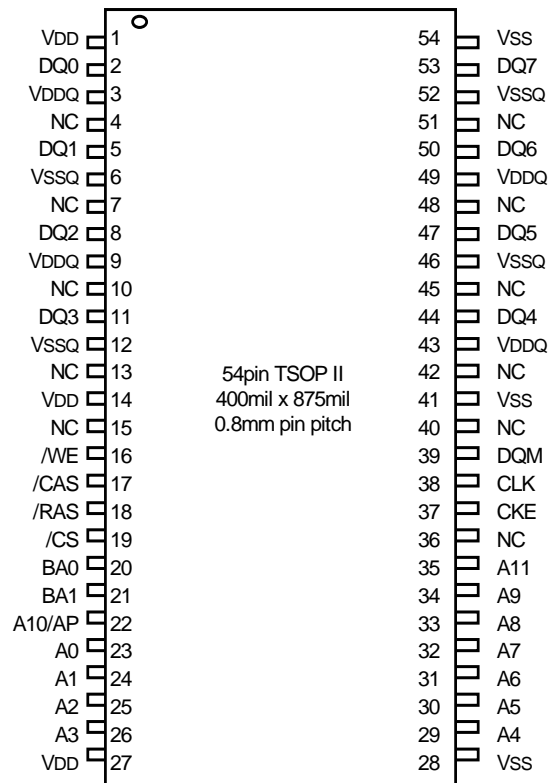 VDD 1 54 VSS
DQ0 2 53 DQ7
VDDQ 3 52 VSSQ
NC 4 51 NC
DQ1 5 50 DQ6
VSSQ 6 49 VDDQ
NC 7 48 NC
DQ2 8 47 DQ5
VDDQ 9 46 VSSQ
NC 10 45 NC
DQ3 11 44 DQ4
VSSQ 12 43 VDDQ
NC 13 54pin TSOP II 42 NC
VDD 14 400mil x 875mil 41 VSS
NC 15 0.8mm pin pitch 40 NC
/WE 16 39 DQM
/CAS 17 38 CLK
/RAS 18 37 CKE
/CS 19 36 NC
BA0 20 35 A11
BA1 21 34 A9
A10/AP 22 33 A8
A0 23 32 A7
A1 24 31 A6
A2 25 30 A5
A3 26 29 A4
VDD 27 28 VSS